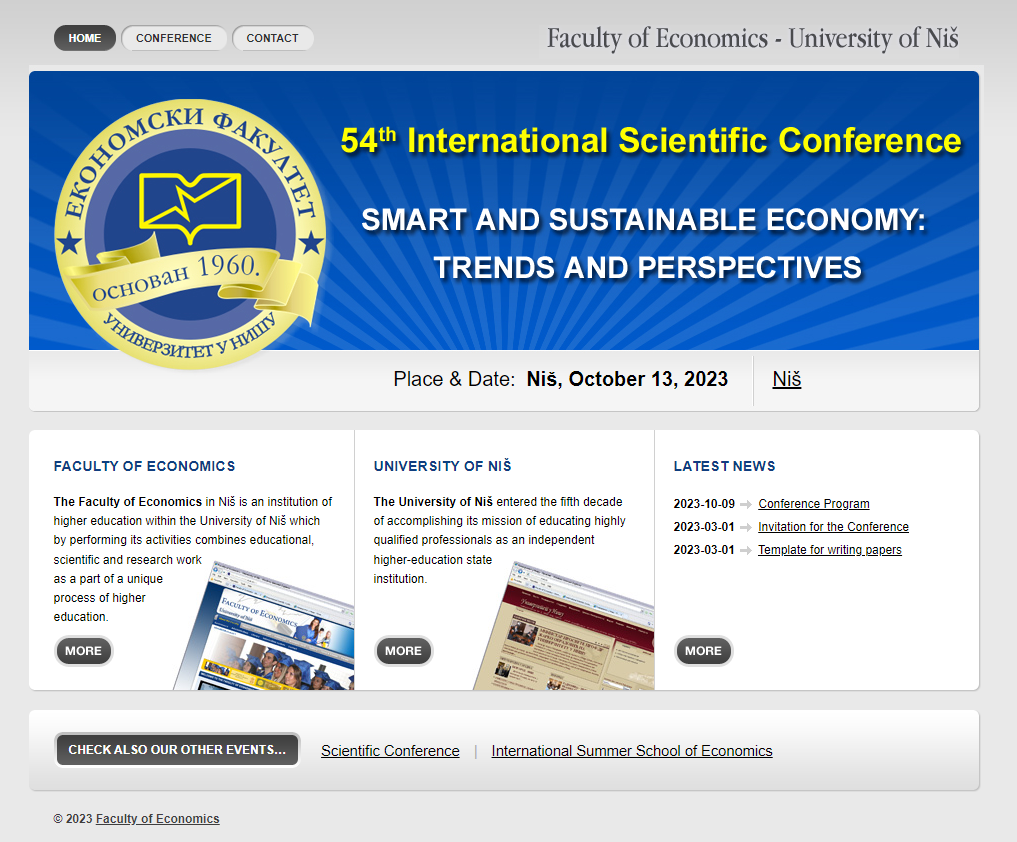 HOME CONFERENCE CONTACT
Faculty of Economics - University of Niš
ЕКОНОМСКИ ФАКУЛТЕТ
основан 1960.
УНИВЕРЗИТЕТ У НИШУ
54th International Scientific Conference
SMART AND SUSTAINABLE ECONOMY:
TRENDS AND PERSPECTIVES
Place & Date: Niš, October 13, 2023
Niš
FACULTY OF ECONOMICS
The Faculty of Economics in Niš is an institution of
higher education within the University of Niš which
by performing its activities combines educational,
scientific and research work
as a part of a unique
process of higher
education.
FACULTY OF ECONOMICS
University of Niš
MORE
UNIVERSITY OF NIŠ
The University of Niš entered the fifth decade
of accomplishing its mission of educating highly
qualified professionals as an independent
higher-education state
institution.
MORE
LATEST NEWS
2023-10-09 Conference Program
2023-03-01 Invitation for the Conference
2023-03-01 Template for writing papers
MORE
CHECK ALSO OUR OTHER EVENTS...
Scientific Conference | International Summer School of Economics
© 2023 Faculty of Economics